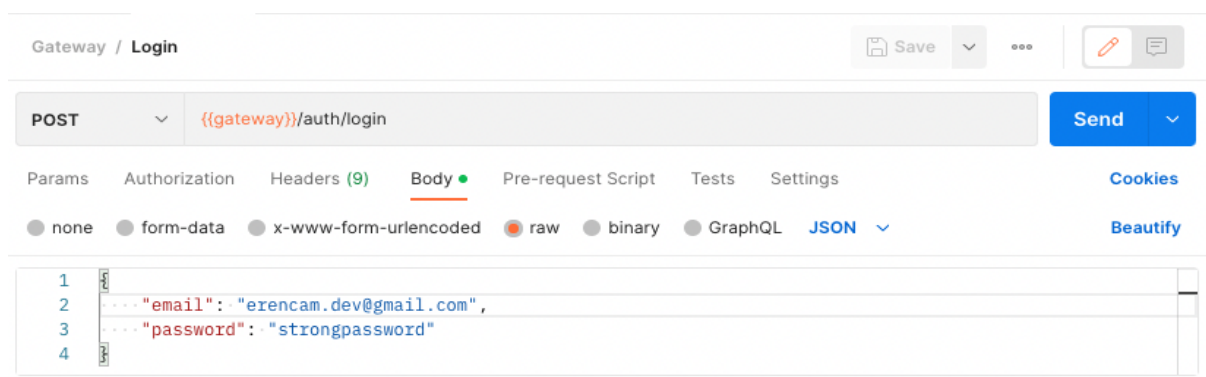 Gateway / Login Save ooo
POST {{gateway}}/auth/login Send
Params Authorization Headers (9) Body Pre-request Script Tests Settings Cookies
none form-data x-www-form-urlencoded raw binary GraphQL JSON Beautify
1 {
2 "email": "erencam.dev@gmail.com",
3 "password": "strongpassword"
4 }